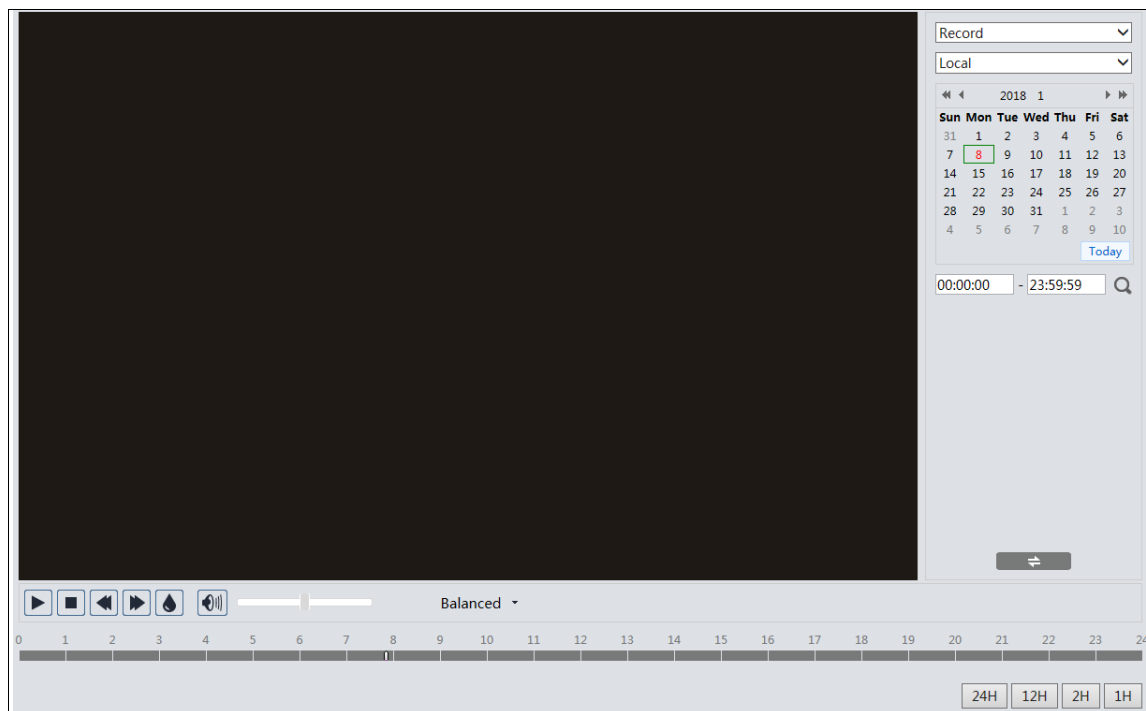 Record
Local
2018 1
Sun Mon Tue Wed Thu Fri Sat
31 1 2 3 4 5 6
7 8 9 10 11 12 13
14 15 16 17 18 19 20
21 22 23 24 25 26 27
28 29 30 31 1 2 3
4 5 6 7 8 9 10
Today
00:00:00 - 23:59:59
Balanced
0 1 2 3 4 5 6 7 8 9 10 11 12 13 14 15 16 17 18 19 20 21 22 23 24
24H 12H 2H 1H